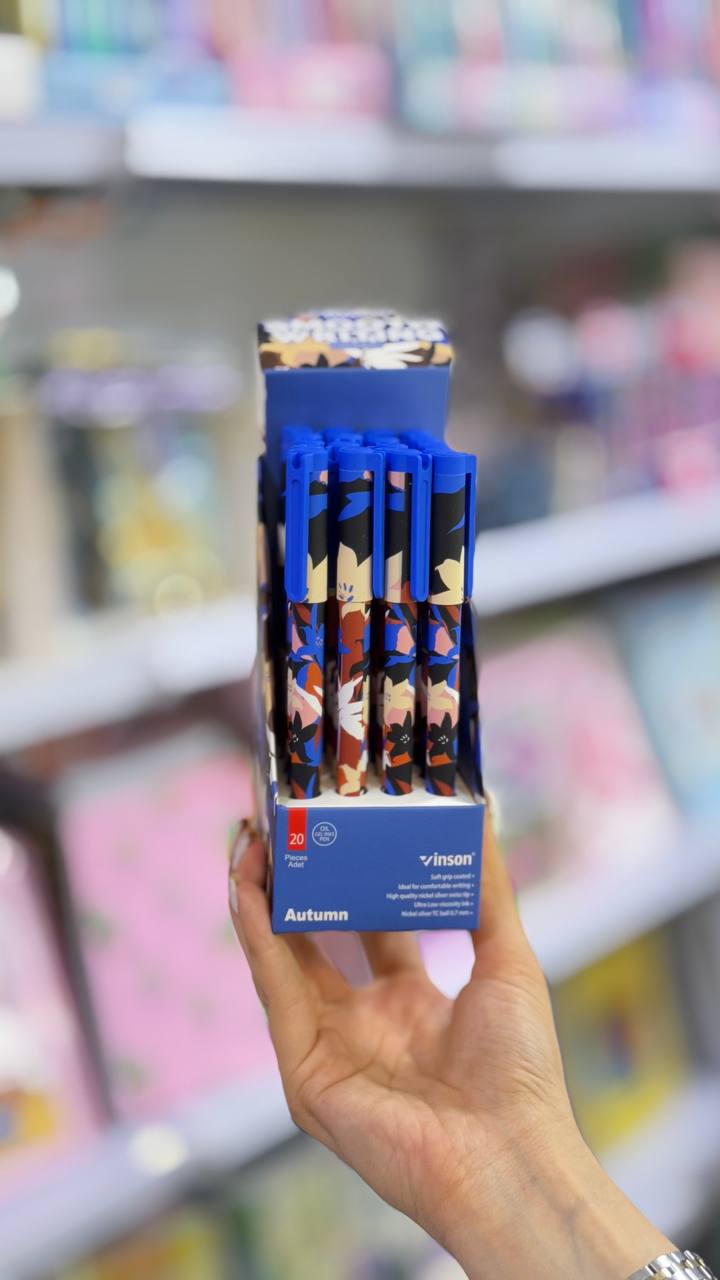 20
Pieces
Adet
OIL
GEL INKS
PEN
vinson®
Soft grip coated
Ideal for comfortable writing
High quality nickel silver swiss tip
Ultra Low viscosity ink
Nickel silver TC ball 0.7 mm
Autumn